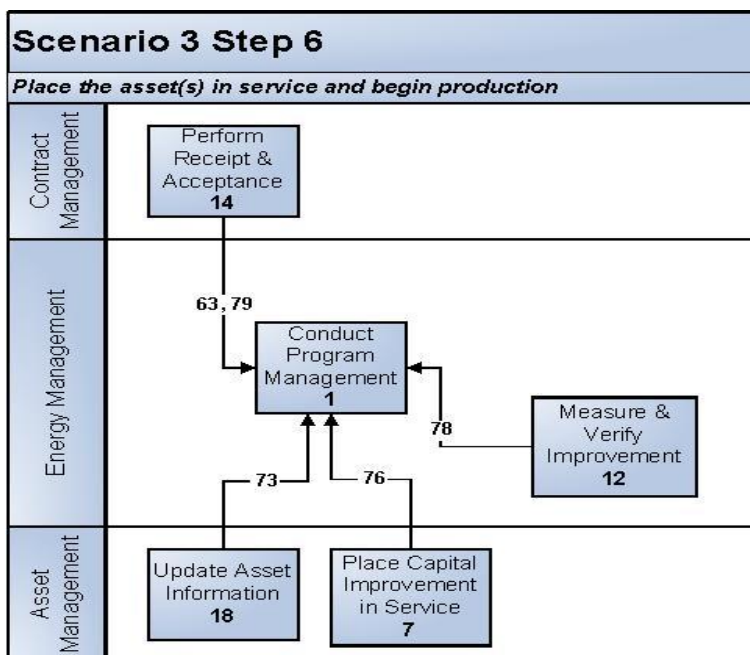 Scenario 3 Step 6
Place the asset(s) in service and begin production
Contract
Management
Perform
Receipt &
Acceptance
14
Energy Management
63, 79
Conduct
Program
Management
1
78
Measure &
Verify
Improvement
12
73
76
Asset
Management
Update Asset
Information
18
Place Capital
Improvement
in Service
7